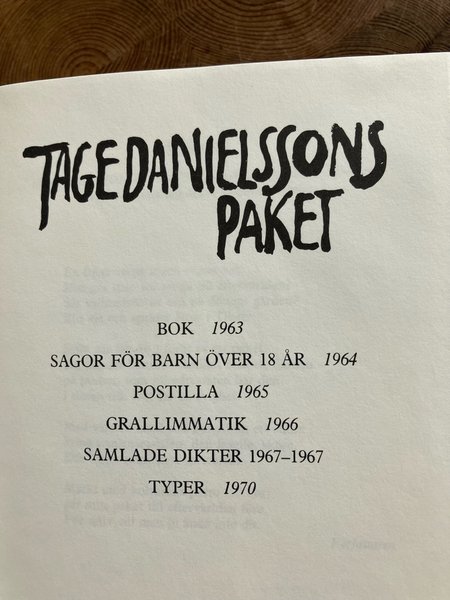 TAGE DANIELSSONS
PAKET
BOK 1963
SAGOR FÖR BARN ÖVER 18 ÅR 1964
POSTILLA 1965
GRALLIMMATIK 1966
SAMLADE DIKTER 1967–1967
TYPER 1970